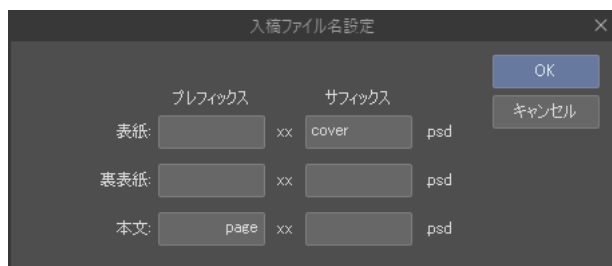 入稿ファイル名設定
OK
キャンセル
プレフィックス サフィックス
表紙: xx cover psd
裏表紙: xx psd
本文: page xx psd